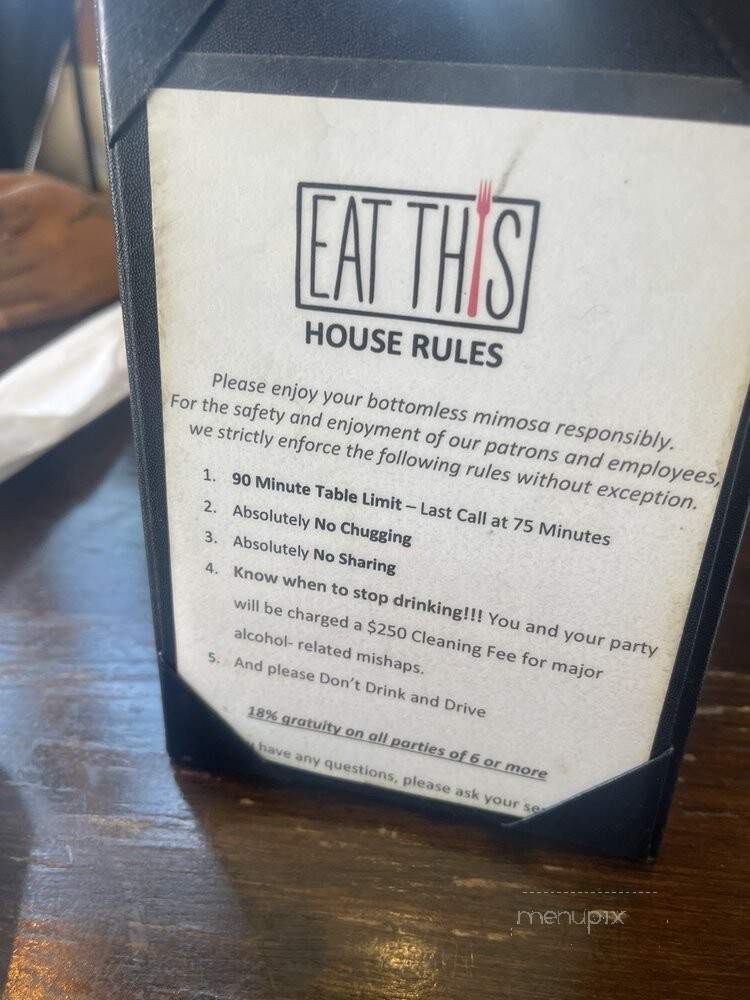 EAT THIS
HOUSE RULES
Please enjoy your bottomless mimosa responsibly.
For the safety and enjoyment of our patrons and employees,
we strictly enforce the following rules without exception.
1. 90 Minute Table Limit – Last Call at 75 Minutes
2. Absolutely No Chugging
3. Absolutely No Sharing
4. Know when to stop drinking!!! You and your party
will be charged a $250 Cleaning Fee for major
alcohol- related mishaps.
5. And please Don't Drink and Drive
18% gratuity on all parties of 6 or more
have any questions, please ask your
menupix